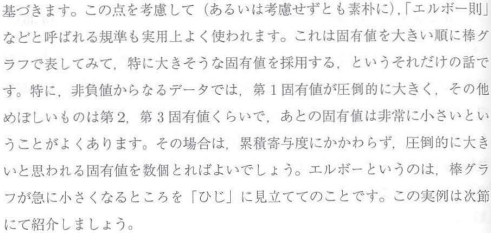 基づきます。この点を考慮して（あるいは考慮せずとも素朴に），「エルボー則」
などと呼ばれる規準も実用上よく使われます。これは固有値を大きい順に棒グ
ラフで表してみて，特に大きそうな固有値を採用する，というそれだけの話で
す。特に，非負値からなるデータでは，第1固有値が圧倒的に大きく，その他
めぼしいものは第2，第3固有値くらいで，あとの固有値は非常に小さいとい
うことがよくあります。その場合は，累積寄与度にかかわらず，圧倒的に大き
いと思われる固有値を数個とればよいでしょう。エルボーというのは，棒グラ
フが急に小さくなるところを「ひじ」に見立ててのことです。この実例は次節
にて紹介しましょう。